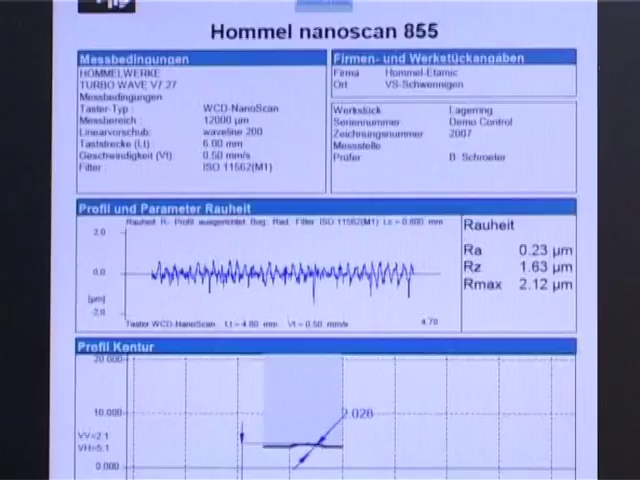 Hommel nanoscan 855
Messbedingungen
HOMMELWERKE
TURBO WAVE V7.27
Messbedingungen
Taster-Typ : WCD-NanoScan
Messbereich : 12000 µm
Linearvorschub: waveline 200
Taststrecke (Lt) 6.00 mm
Geschwindigkeit (Vt) 0.50 mm/s
Filter : ISO 11562(M1)
Firmen- und Werkstückangaben
Firma Hommel-Etamic
Ort VS-Schwennigen
Werkstück Lagerring
Seriennummer Demo Control
Zeichnungsnummer 2007
Messstelle
Prüfer B. Schroeter
Profil und Parameter Rauheit
Rauheit R. Profil ausgerichtet Filter ISO 11562(M1) Lc = 0.800 mm
2.0
0.0
[µm]
-2.0
Taster WCD-NanoScan Lt = 4.80 mm Vt = 0.50 mm/s
4.78
Rauheit
Ra 0.23 µm
Rz 1.63 µm
Rmax 2.12 µm
Profil Kontur
20.000
10.000
2.028
VV=2.1
VH=5.1
0.000